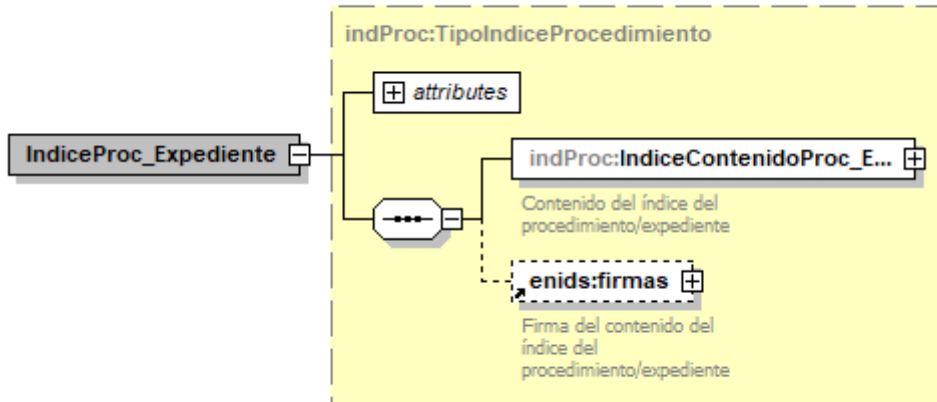 indProc:TipoIndiceProcedimiento
attributes
IndiceProc_Expediente
indProc:IndiceContenidoProc_E...
Contenido del índice del
procedimiento/expediente
enids:firmas
Firma del contenido del
índice del
procedimiento/expediente